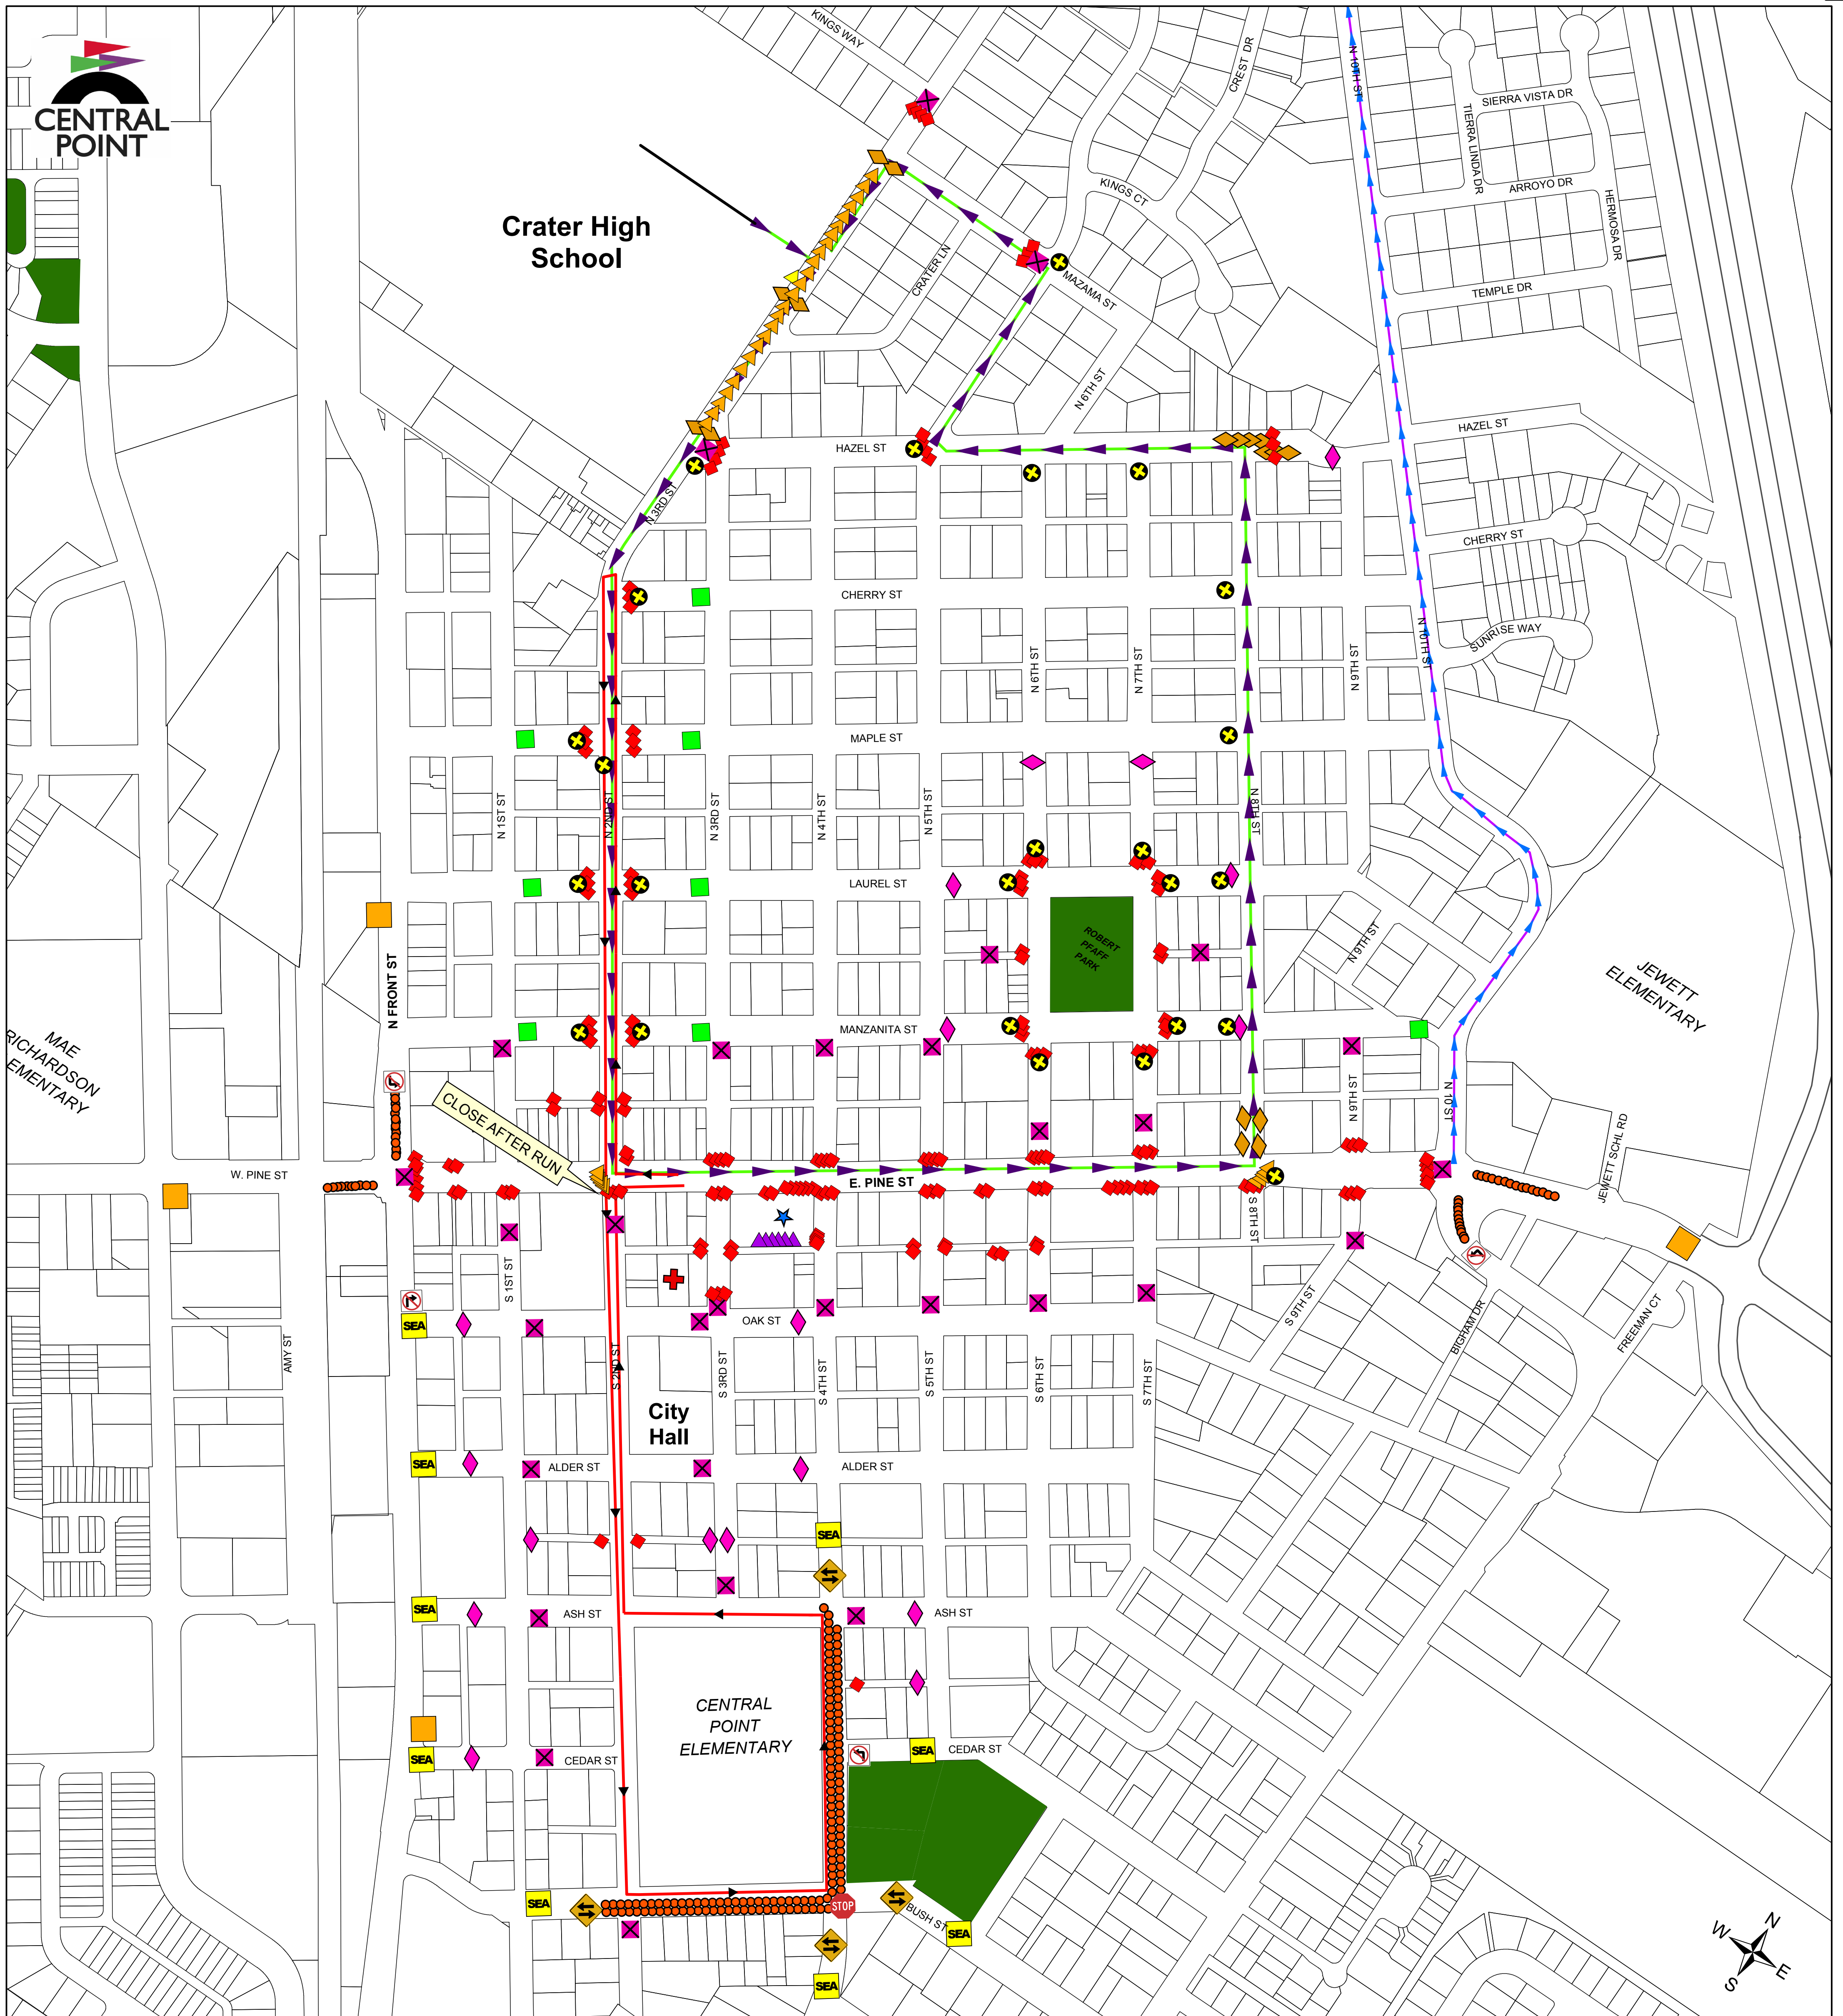 CENTRAL
POINT
KINGS WAY
CREST DR
N 10TH ST
SIERRA VISTA DR
TIERRA LINDA DR
ARROYO DR
HERMOSA DR
KINGS CT
Crater High
School
CRATER LN
MAZAMA ST
TEMPLE DR
N 6TH ST
HAZEL ST
HAZEL ST
N 3RD ST
CHERRY ST
CHERRY ST
N 10TH ST
SUNRISE WAY
N 6TH ST
N 7TH ST
N 9TH ST
MAPLE ST
N 1ST ST
N 2ND ST
N 3RD ST
N 4TH ST
N 5TH ST
N 8TH ST
LAUREL ST
ROBERT
PFAFF
PARK
N 9TH ST
JEWETT
ELEMENTARY
N FRONT ST
MANZANITA ST
MAE
RICHARDSON
EMENTARY
CLOSE AFTER RUN
N 9TH ST
N 10 ST
JEWETT SCHL RD
W. PINE ST
E. PINE ST
S 8TH ST
S 1ST ST
OAK ST
S 9TH ST
BIGHAM DR
FREEMAN CT
SEA
AMY ST
S 2ND ST
S 3RD ST
S 4TH ST
S 5TH ST
S 6TH ST
S 7TH ST
City
Hall
SEA
ALDER ST
ALDER ST
SEA
SEA
ASH ST
ASH ST
CENTRAL
POINT
ELEMENTARY
SEA
CEDAR ST
SEA
CEDAR ST
SEA
STOP
BUSH ST
SEA
SEA
N
W
E
S